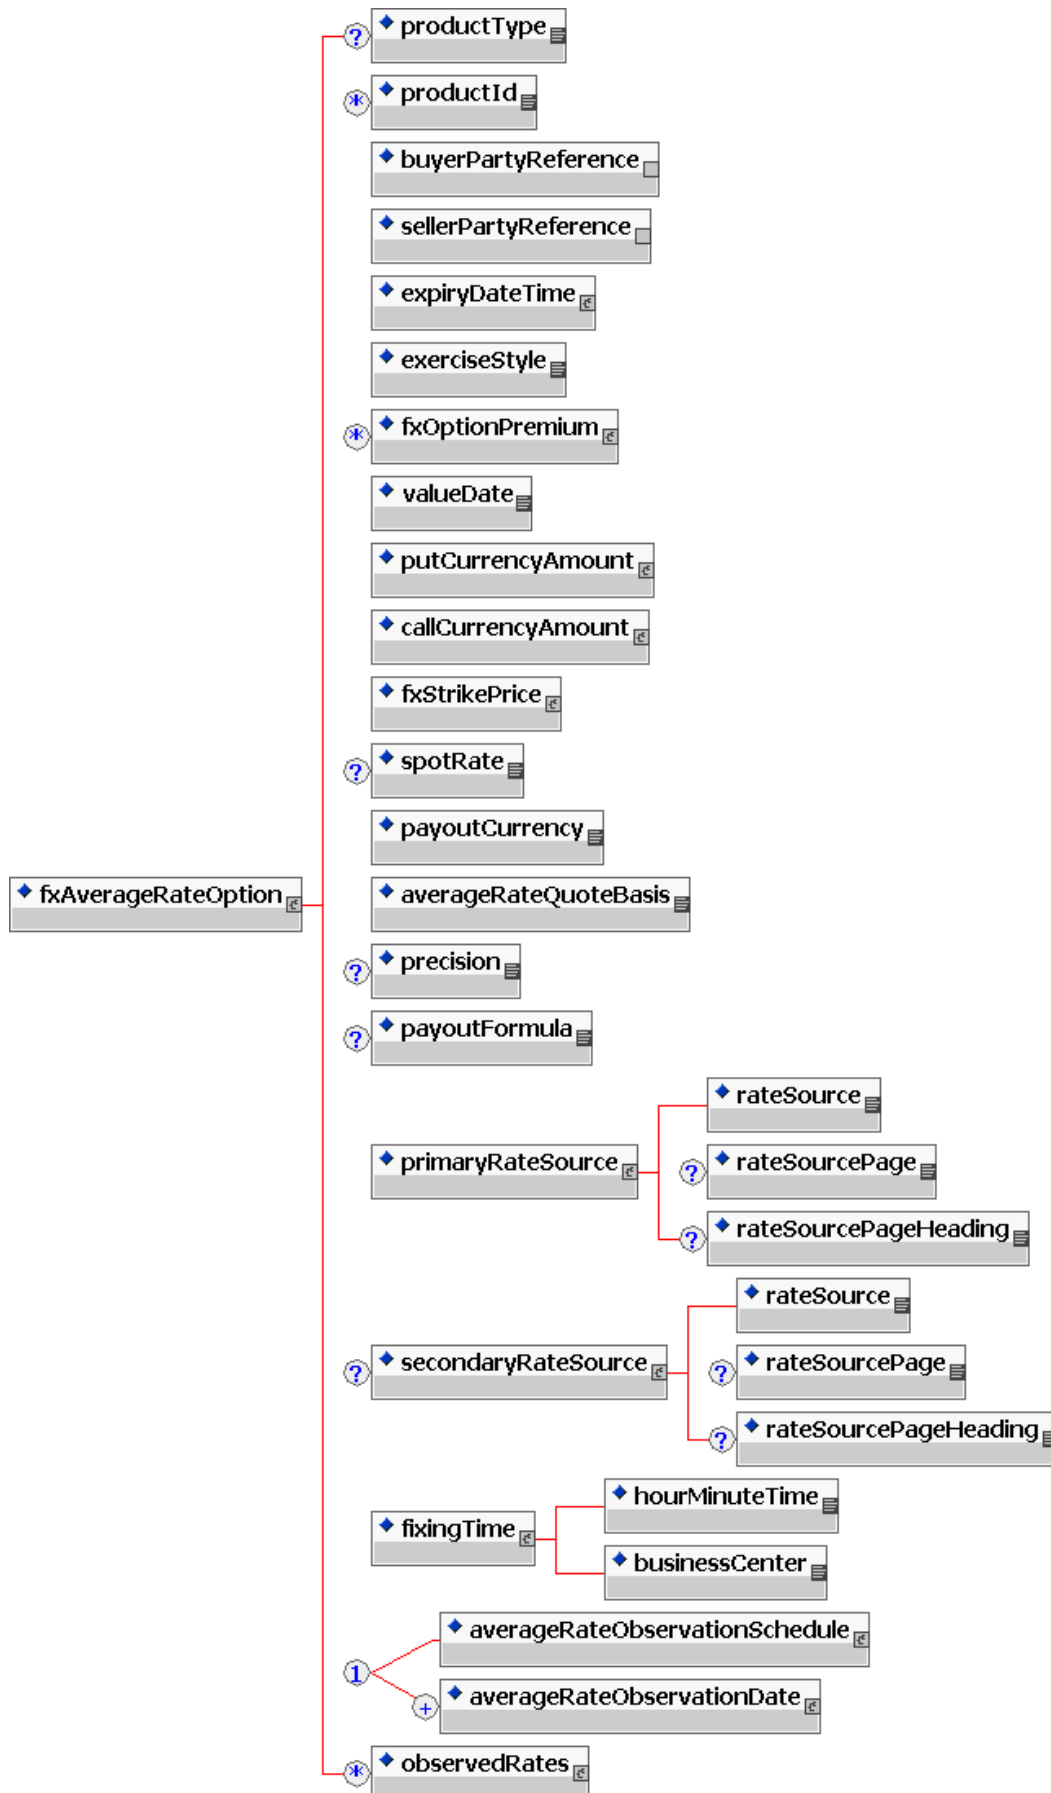 ? productType
* productId
buyerPartyReference
sellerPartyReference
expiryDateTime
exerciseStyle
* fxOptionPremium
valueDate
putCurrencyAmount
callCurrencyAmount
fxStrikePrice
? spotRate
payoutCurrency
fxAverageRateOption
averageRateQuoteBasis
? precision
? payoutFormula
primaryRateSource
rateSource
? rateSourcePage
? rateSourcePageHeading
? secondaryRateSource
rateSource
? rateSourcePage
? rateSourcePageHeading
fixingTime
hourMinuteTime
businessCenter
1
averageRateObservationSchedule
+ averageRateObservationDate
* observedRates